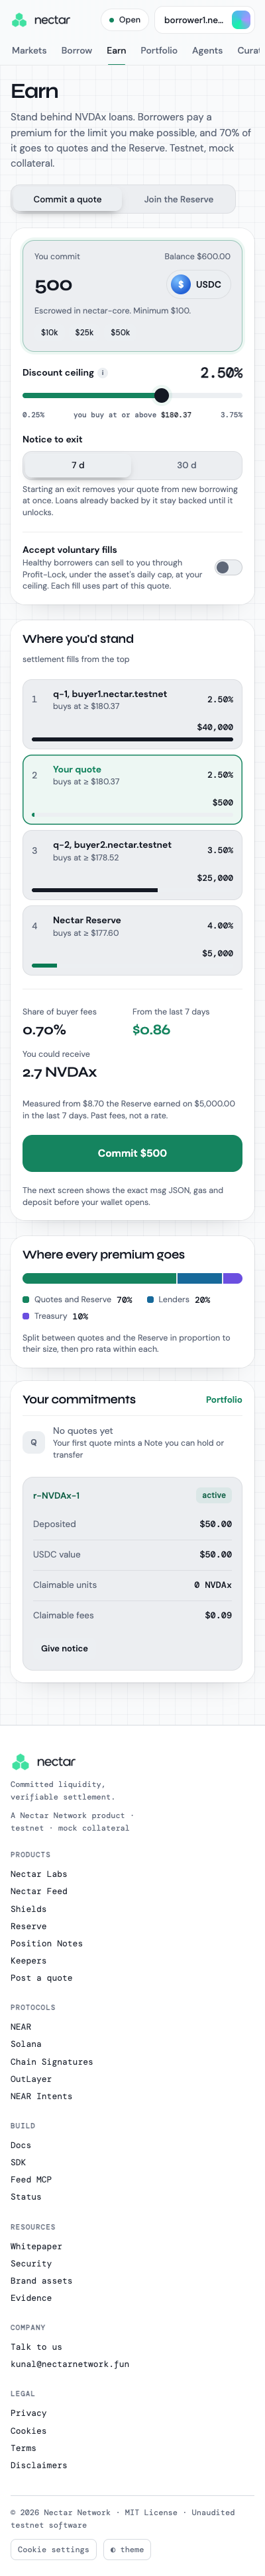 nectar
Open
borrower1.ne...
Markets
Borrow
Earn
Portfolio
Agents
Earn
Stand behind NVDAx loans. Borrowers pay a
premium for the limit you make possible, and 70% of
it goes to quotes and the Reserve. Testnet, mock
collateral.
Commit a quote
Join the Reserve
You commit
Balance $600.00
500
$ USDC
Escrowed in nectar-core. Minimum $100.
$10k
$25k
$50k
Discount ceiling i
2.50%
0.25%
you buy at or above $180.37
3.75%
Notice to exit
7 d
30 d
Starting an exit removes your quote from new borrowing
at once. Loans already backed by it stay backed until it
unlocks.
Accept voluntary fills
Healthy borrowers can sell to you through
Profit-Lock, under the asset's daily cap, at your
ceiling. Each fill uses part of this quote.
Where you'd stand
settlement fills from the top
1
q-1, buyer1.nectar.testnet
buys at ≥ $180.37
2.50%
$40,000
2
Your quote
buys at ≥ $180.37
2.50%
$500
3
q-2, buyer2.nectar.testnet
buys at ≥ $178.52
3.50%
$25,000
4
Nectar Reserve
buys at ≥ $177.60
4.00%
$5,000
Share of buyer fees
0.70%
From the last 7 days
$0.86
You could receive
2.7 NVDAx
Measured from $8.70 the Reserve earned on $5,000.00
in the last 7 days. Past fees, not a rate.
Commit $500
The next screen shows the exact msg JSON, gas and
deposit before your wallet opens.
Where every premium goes
Quotes and Reserve 70%
Lenders 20%
Treasury 10%
Split between quotes and the Reserve in proportion to
their size, then pro rata within each.
Your commitments
Portfolio
Q
No quotes yet
Your first quote mints a Note you can hold or
transfer
r-NVDAx-1
active
Deposited
$50.00
USDC value
$50.00
Claimable units
0 NVDAx
Claimable fees
$0.09
Give notice
nectar
Committed liquidity,
verifiable settlement.
A Nectar Network product ·
testnet · mock collateral
PRODUCTS
Nectar Labs
Nectar Feed
Shields
Reserve
Position Notes
Keepers
Post a quote
PROTOCOLS
NEAR
Solana
Chain Signatures
OutLayer
NEAR Intents
BUILD
Docs
SDK
Feed MCP
Status
RESOURCES
Whitepaper
Security
Brand assets
Evidence
COMPANY
Talk to us
kunal@nectarnetwork.fun
LEGAL
Privacy
Cookies
Terms
Disclaimers
© 2026 Nectar Network · MIT License · Unaudited
testnet software
Cookie settings
◐ theme